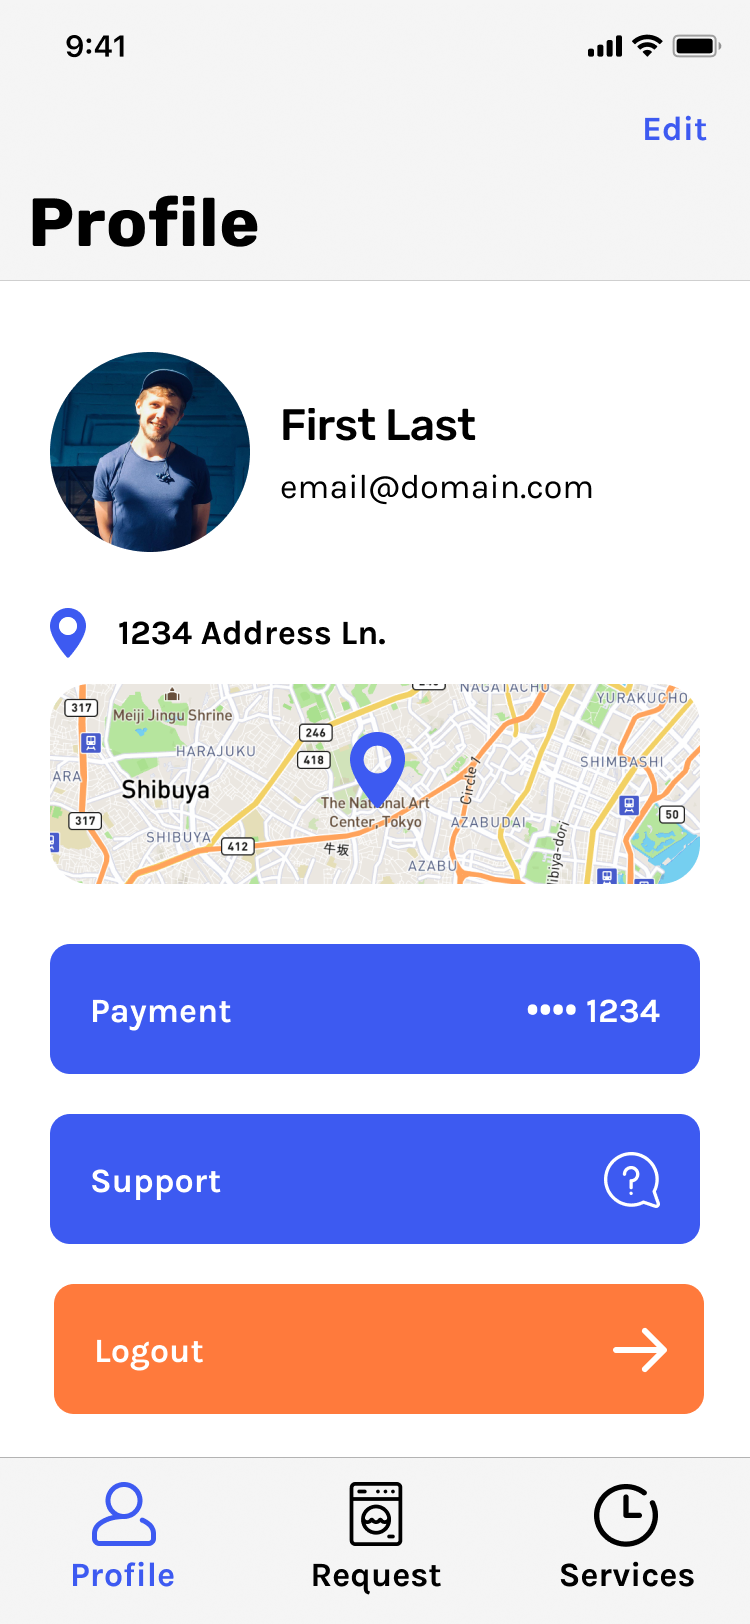 9:41
Edit
Profile
First Last
email@domain.com
1234 Address Ln.
NAGATACHO
YURAKUCHO
317
Meiji Jingu Shrine
246
HARAJUKU
418
SHIMBASHI
ARA
Shibuya
Circle 1
The National Art
Center, Tokyo
50
317
AZABUDAI
SHIBUYA
412
牛坂
AZABU
ibiya-dori
Payment
•••• 1234
Support
?
Logout
Profile
Request
Services